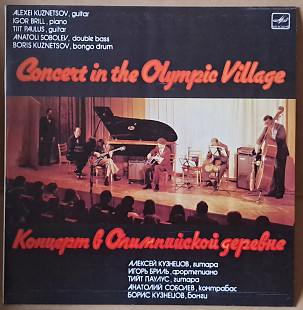 ALEXEI KUZNETSOV, guitar
IGOR BRILL, piano
TIIT PAULUS, guitar
ANATOLI SOBOLEV, double bass
BORIS KUZNETSOV, bongo drum
Concert in the Olympic Village
Концерт в Олимпийской деревне
АЛЕКСЕЙ КУЗНЕЦОВ, гитара
ИГОРЬ БРИЛЬ, фортепиано
ТИЙТ ПАУЛУС, гитара
АНАТОЛИЙ СОБОЛЕВ, контрабас
БОРИС КУЗНЕЦОВ, бонги